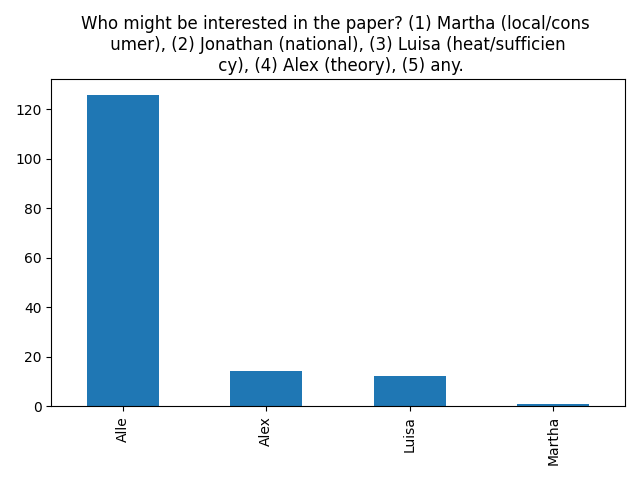 Who might be interested in the paper? (1) Martha (local/cons
umer), (2) Jonathan (national), (3) Luisa (heat/sufficien
cy), (4) Alex (theory), (5) any.
120
100
80
60
40
20
0
Alle
Alex
Luisa
Martha